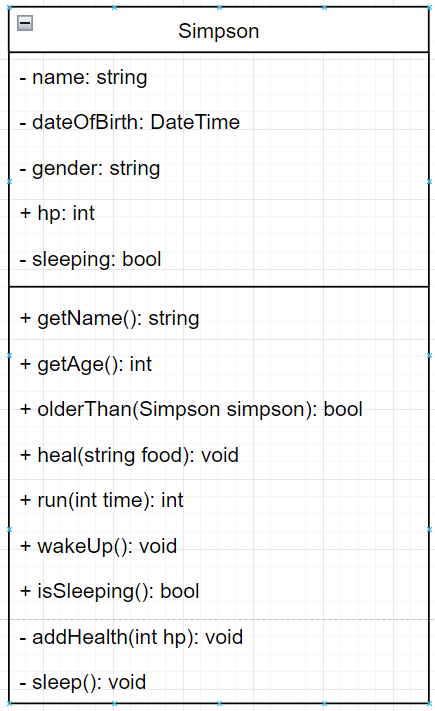 Simpson
- name: string
- dateOfBirth: DateTime
- gender: string
+ hp: int
- sleeping: bool
+ getName(): string
+ getAge(): int
+ olderThan(Simpson simpson): bool
+ heal(string food): void
+ run(int time): int
+ wakeUp(): void
+ isSleeping(): bool
- addHealth(int hp): void
- sleep(): void